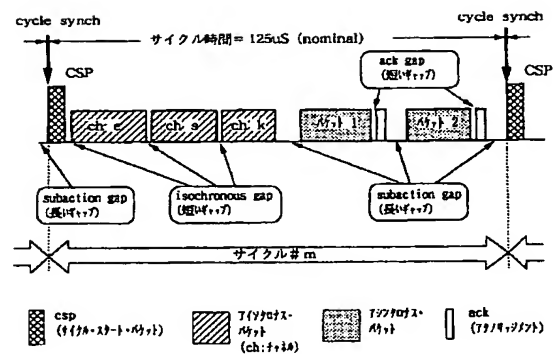 cycle synch
cycle synch
サイクル時間= 125uS (nominal)
CSP
CSP
ack gap
(短いギャップ)
ch: e
ch: s
ch: k
パケット 1
パケット 2
subaction gap
(長いギャップ)
isochronous gap
(短いギャップ)
subaction gap
(長いギャップ)
サイクル#m
csp
(サイクル・スタート・パケット)
アイソクロナス・
パケット
(ch:チャネル)
アシンクロナス・
パケット
ack
(アクノリッジメント)